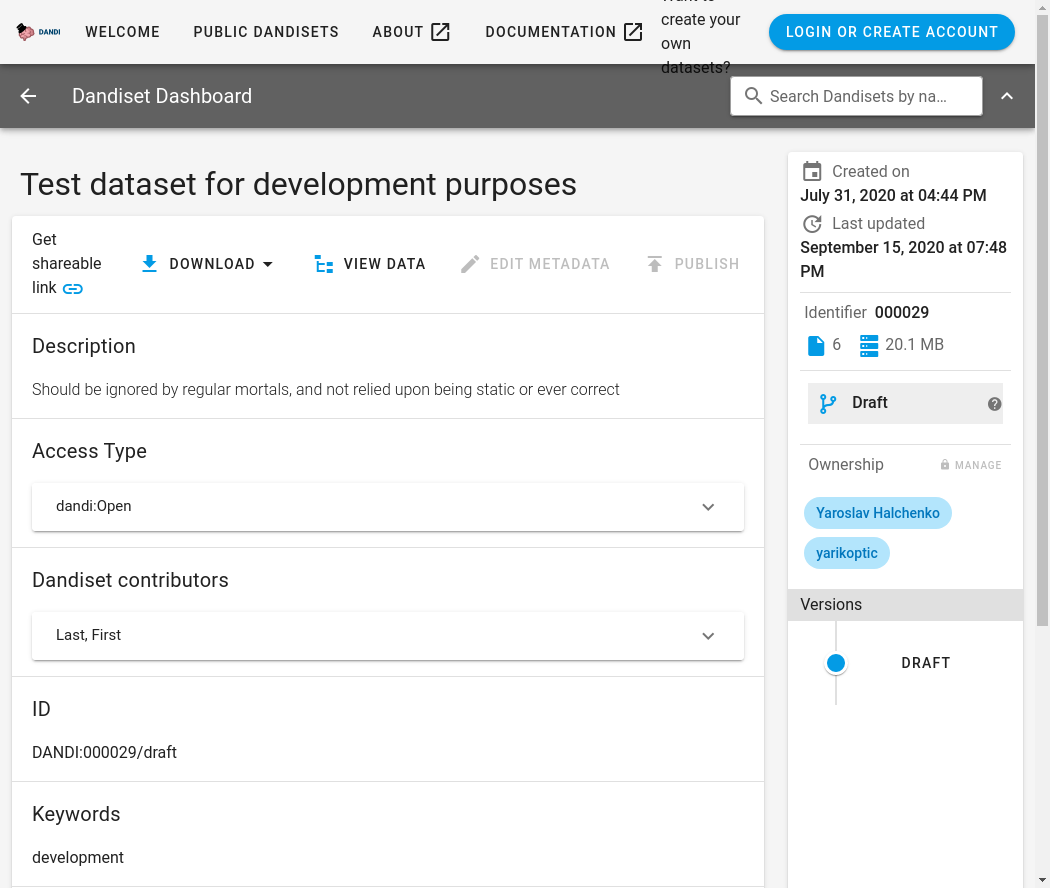 DANDI
WELCOME
PUBLIC DANDISETS
ABOUT
DOCUMENTATION
create your
own
datasets?
LOGIN OR CREATE ACCOUNT
Dandiset Dashboard
Search Dandisets by na…
Test dataset for development purposes
Get
shareable
link
DOWNLOAD
VIEW DATA
EDIT METADATA
PUBLISH
Description
Should be ignored by regular mortals, and not relied upon being static or ever correct
Access Type
dandi:Open
Dandiset contributors
Last, First
ID
DANDI:000029/draft
Keywords
development
Created on
July 31, 2020 at 04:44 PM
Last updated
September 15, 2020 at 07:48
PM
Identifier 000029
6
20.1 MB
Draft
Ownership
MANAGE
Yaroslav Halchenko
yarikoptic
Versions
DRAFT